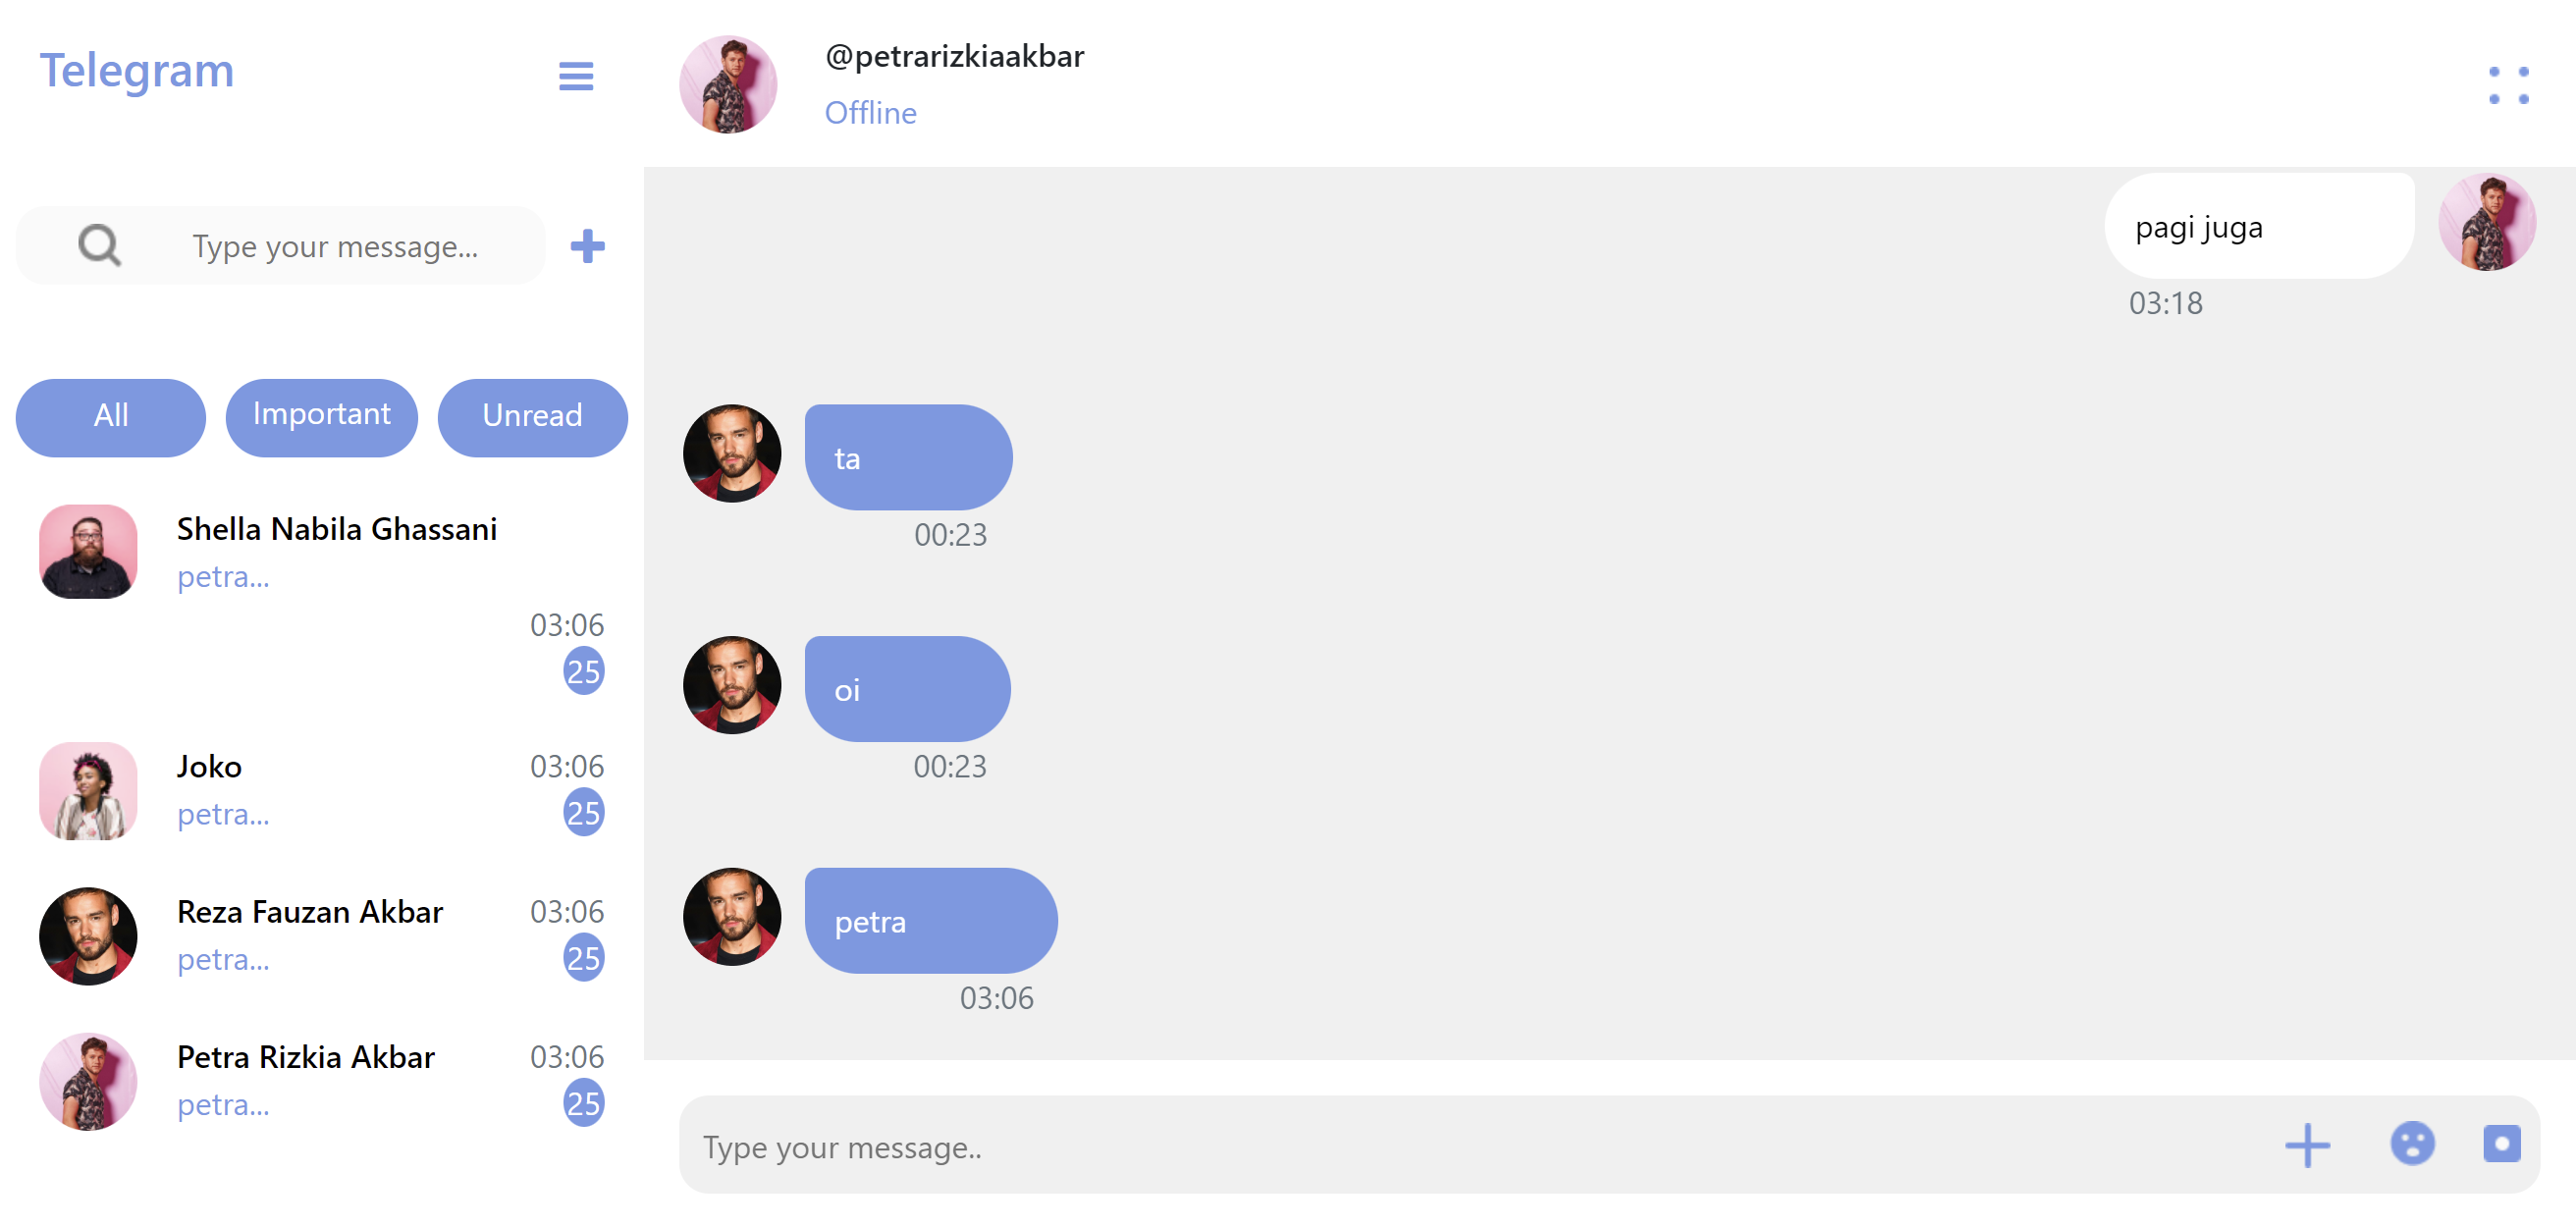 Telegram
Type your message...
All
Important
Unread
Shella Nabila Ghassani
petra...
03:06
25
Joko
03:06
petra...
25
Reza Fauzan Akbar
03:06
petra...
25
Petra Rizkia Akbar
03:06
petra...
25
@petrarizkiaakbar
Offline
pagi juga
03:18
ta
00:23
oi
00:23
petra
03:06
Type your message..